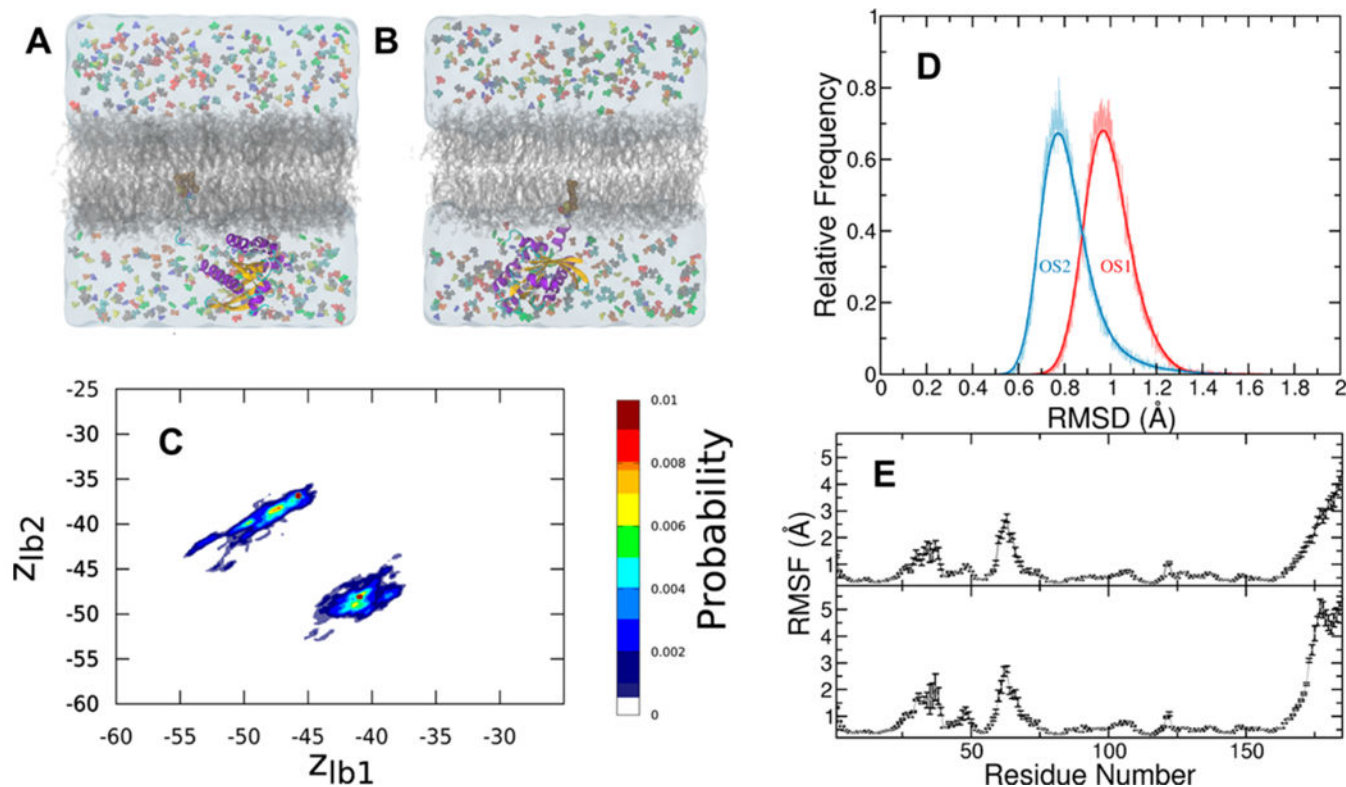 A
B
C
-25
-30
-35
-40
-45
-50
-55
-60
z_lb2
-60 -55 -50 -45 -40 -35 -30
z_lb1
0.01
0.008
0.006
0.004
0.002
0
Probability
D
1
0.8
0.6
0.4
0.2
0
Relative Frequency
OS2 OS1
0 0.2 0.4 0.6 0.8 1 1.2 1.4 1.6 1.8 2
RMSD (Å)
E
5
4
3
2
1
5
4
3
2
1
RMSF (Å)
50 100 150
Residue Number